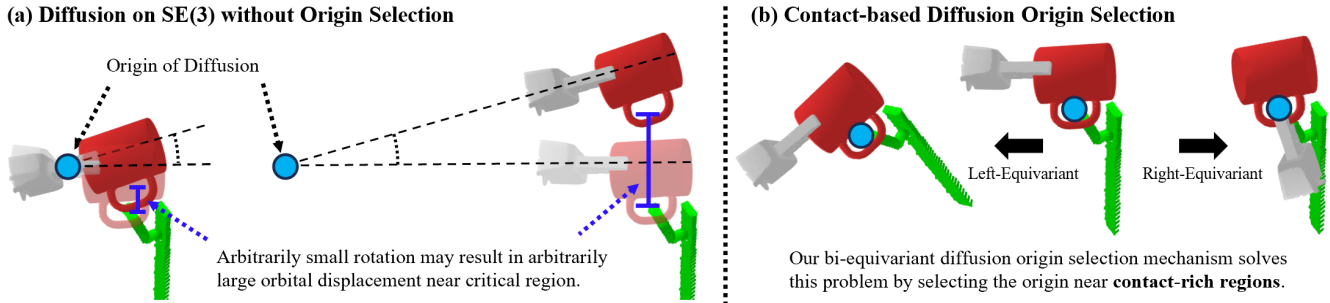 (a) Diffusion on SE(3) without Origin Selection
Origin of Diffusion
Arbitrarily small rotation may result in arbitrarily
large orbital displacement near critical region.
(b) Contact-based Diffusion Origin Selection
Left-Equivariant
Right-Equivariant
Our bi-equivariant diffusion origin selection mechanism solves
this problem by selecting the origin near contact-rich regions.